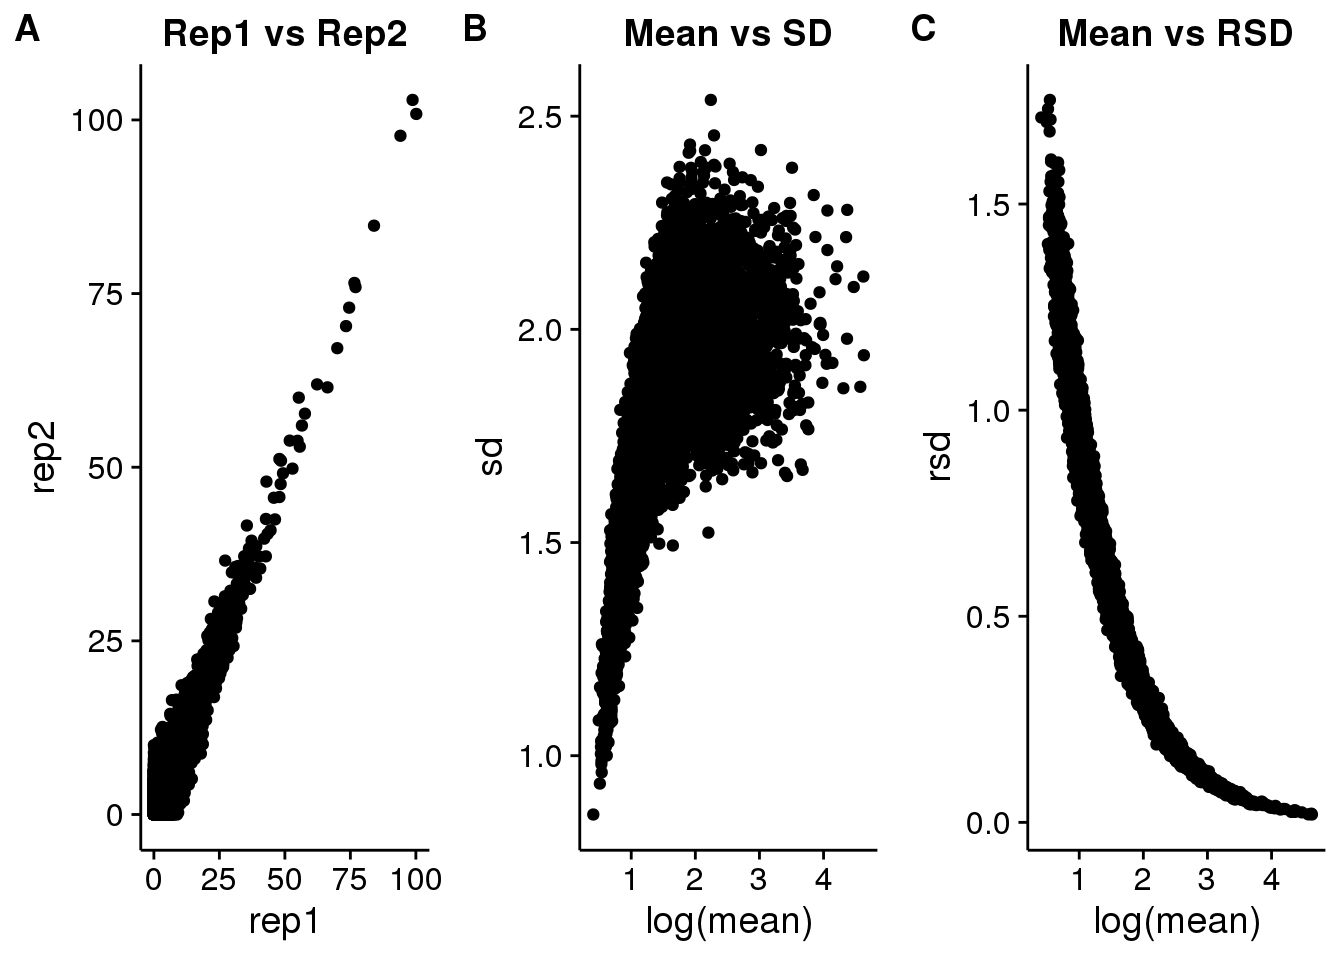 A
Rep1 vs Rep2
100
75
50
25
0
rep2
0 25 50 75 100
rep1
B
Mean vs SD
2.5
2.0
1.5
1.0
sd
1 2 3 4
log(mean)
C
Mean vs RSD
1.5
1.0
0.5
0.0
rsd
1 2 3 4
log(mean)